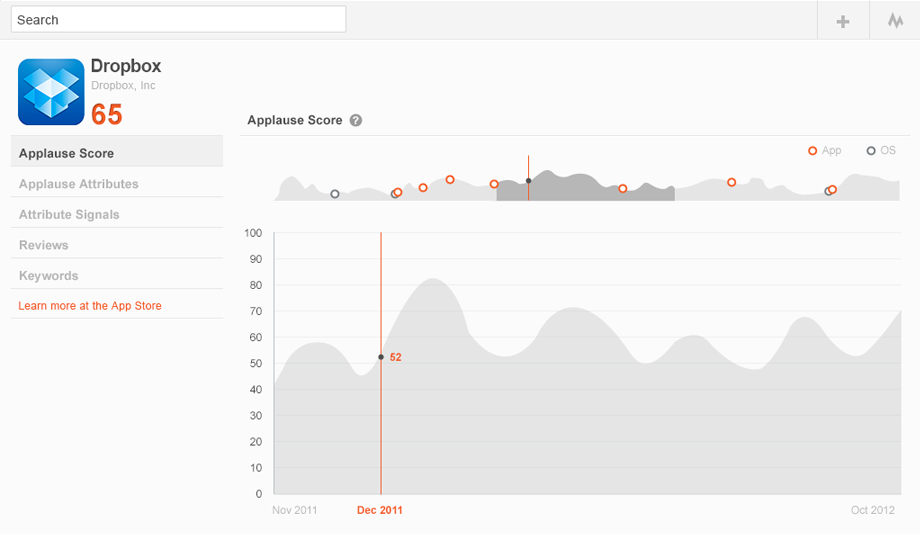 Search
Dropbox
Dropbox, Inc
65
Applause Score
Applause Attributes
Attribute Signals
Reviews
Keywords
Learn more at the App Store
Applause Score ?
App OS
100
90
80
70
60
50
40
30
20
10
0
52
Nov 2011 Dec 2011 Oct 2012